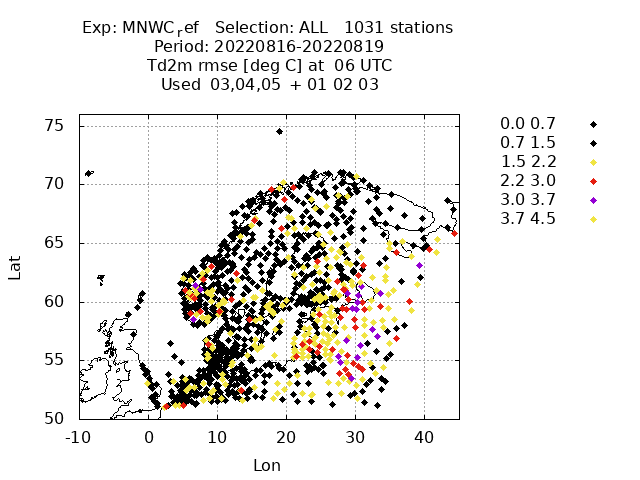 Exp: MNWC_ref   Selection: ALL   1031 stations
Period: 20220816-20220819
Td2m rmse [deg C] at  06 UTC
Used  03,04,05  + 01 02 03
75
70
65
60
55
50
-10 0 10 20 30 40
Lat
Lon
0.0 0.7
0.7 1.5
1.5 2.2
2.2 3.0
3.0 3.7
3.7 4.5